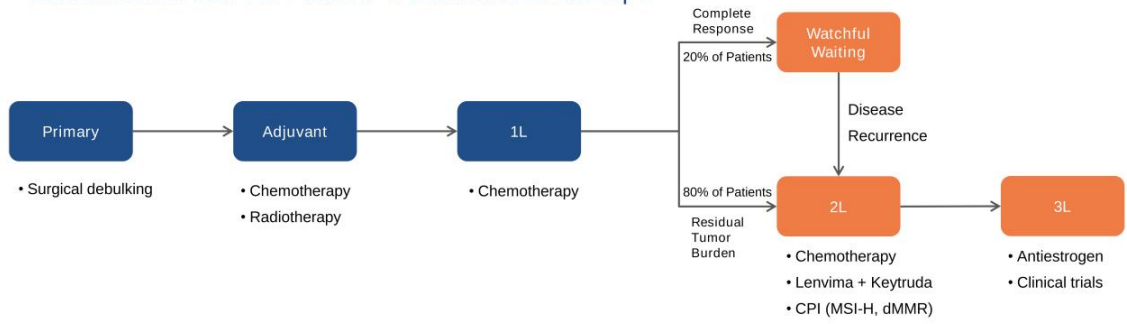 Primary
• Surgical debulking
Adjuvant
• Chemotherapy
• Radiotherapy
1L
• Chemotherapy
Complete
Response
20% of Patients
Watchful
Waiting
Disease
Recurrence
80% of Patients
Residual
Tumor
Burden
2L
• Chemotherapy
• Lenvima + Keytruda
• CPI (MSI-H, dMMR)
3L
• Antiestrogen
• Clinical trials